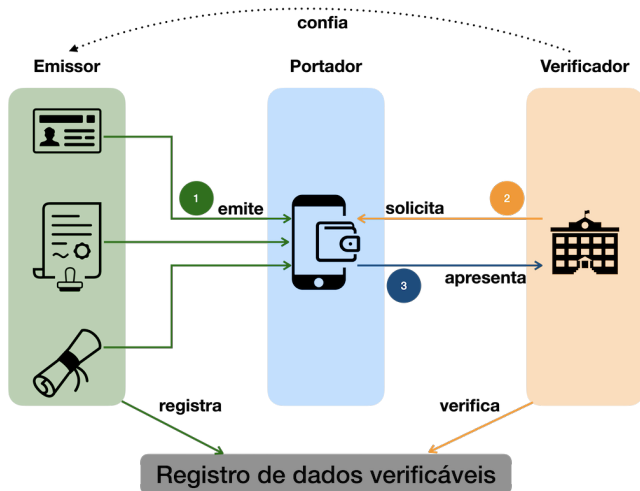 confia
Emissor
Portador
Verificador
1
emite
solicita
2
3
apresenta
registra
verifica
Registro de dados verificáveis